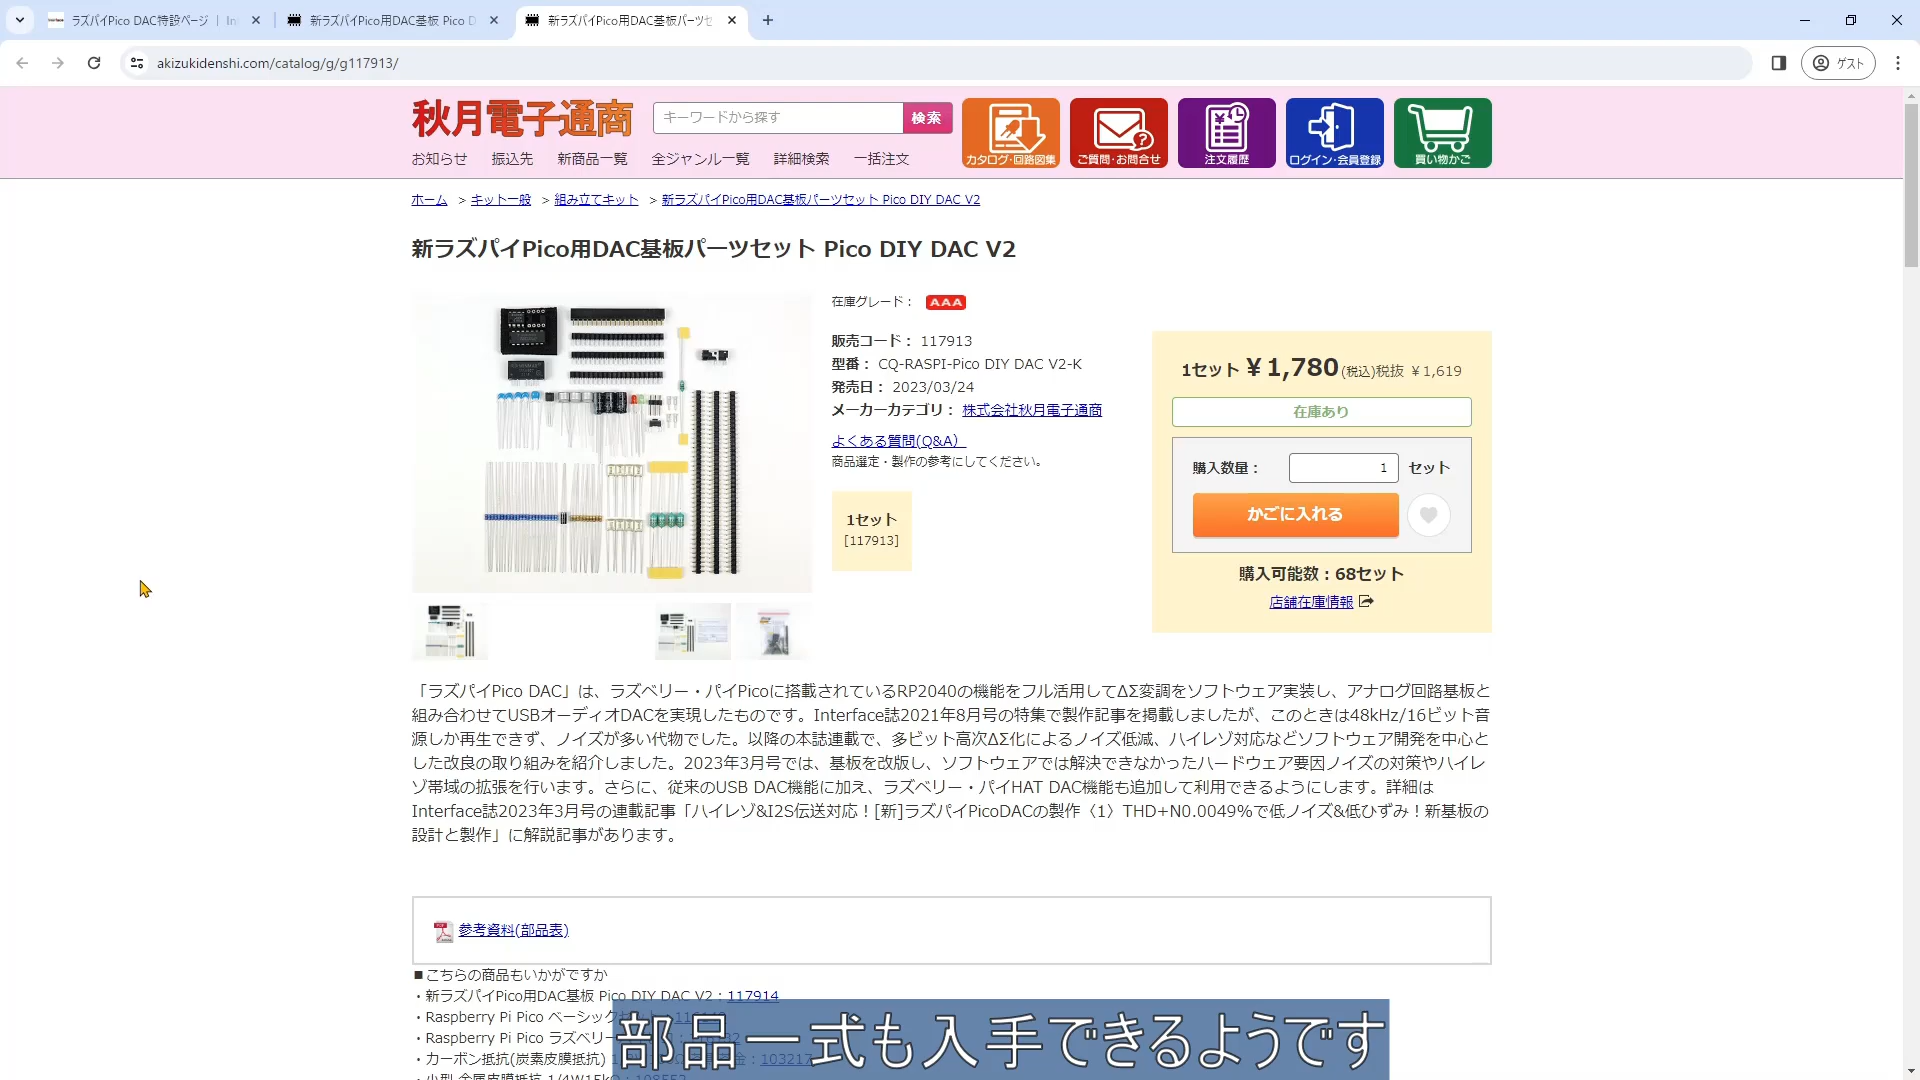 ラズパイPico DAC特設ページ | In
新ラズパイPico用DAC基板 Pico D
新ラズパイPico用DAC基板パーツセ
akizukidenshi.com/catalog/g/g117913/
ゲスト
秋月電子通商
キーワードから探す
検索
カタログ・回路図集
ご質問・お問合せ
注文履歴
ログイン・会員登録
買い物かご
お知らせ 振込先 新商品一覧 全ジャンル一覧 詳細検索 一括注文
ホーム > キット一般 > 組み立てキット > 新ラズパイPico用DAC基板パーツセット Pico DIY DAC V2
新ラズパイPico用DAC基板パーツセット Pico DIY DAC V2
在庫グレード: AAA
販売コード: 117913
型番: CQ-RASPI-Pico DIY DAC V2-K
発売日: 2023/03/24
メーカーカテゴリ: 株式会社秋月電子通商
よくある質問(Q&A)
商品選定・製作の参考にしてください。
1セット
[117913]
1セット ¥1,780(税込)税抜 ¥1,619
在庫あり
購入数量: 1 セット
かごに入れる
購入可能数:68セット
店舗在庫情報
「ラズパイPico DAC」は、ラズベリー・パイPicoに搭載されているRP2040の機能をフル活用してΔΣ変調をソフトウェア実装し、アナログ回路基板と
組み合わせてUSBオーディオDACを実現したものです。Interface誌2021年8月号の特集で製作記事を掲載しましたが、このときは48kHz/16ビット音
源しか再生できず、ノイズが多い代物でした。以降の本誌連載で、多ビット高次ΔΣ化によるノイズ低減、ハイレゾ対応などソフトウェア開発を中心と
した改良の取り組みを紹介しました。2023年3月号では、基板を改版し、ソフトウェアでは解決できなかったハードウェア要因ノイズの対策やハイレ
ゾ帯域の拡張を行います。さらに、従来のUSB DAC機能に加え、ラズベリー・パイHAT DAC機能も追加して利用できるようにします。詳細は
Interface誌2023年3月号の連載記事「ハイレゾ&I2S伝送対応![新]ラズパイPicoDACの製作〈1〉THD+N0.0049%で低ノイズ&低ひずみ!新基板の
設計と製作」に解説記事があります。
参考資料(部品表)
■こちらの商品もいかがですか
・新ラズパイPico用DAC基板 Pico DIY DAC V2:117914
・Raspberry Pi Pico ベーシック
・Raspberry Pi Pico ラズベリー
・カーボン抵抗(炭素皮膜抵抗) 103217
部品一式も入手できるようです